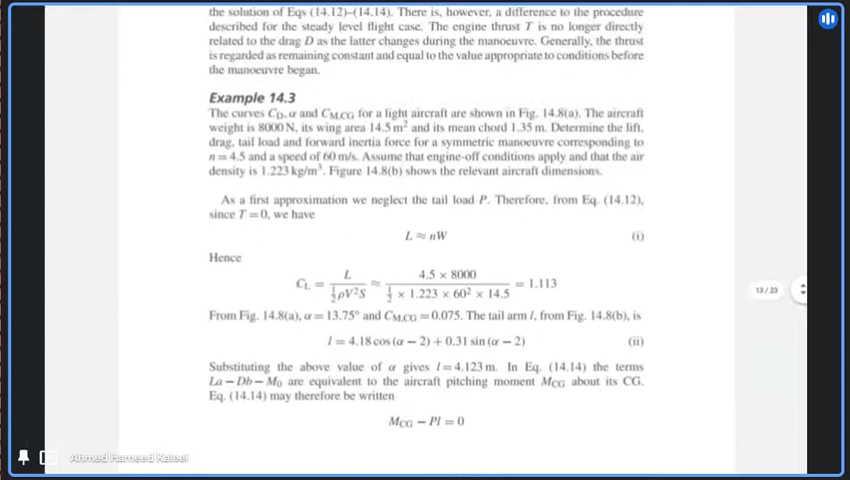 the solution of Eqs (14.12)–(14.14). There is, however, a difference to the procedure
described for the steady level flight case. The engine thrust T is no longer directly
related to the drag D as the latter changes during the manoeuvre. Generally, the thrust
is regarded as remaining constant and equal to the value appropriate to conditions before
the manoeuvre began.
Example 14.3
The curves C_D, α and C_M,CG for a light aircraft are shown in Fig. 14.8(a). The aircraft
weight is 8000 N, its wing area 14.5 m² and its mean chord 1.35 m. Determine the lift,
drag, tail load and forward inertia force for a symmetric manoeuvre corresponding to
n = 4.5 and a speed of 60 m/s. Assume that engine-off conditions apply and that the air
density is 1.223 kg/m³. Figure 14.8(b) shows the relevant aircraft dimensions.
As a first approximation we neglect the tail load P. Therefore, from Eq. (14.12),
since T = 0, we have
L ≈ nW (i)
Hence
C_L = L / (½ρV²S) ≈ (4.5 × 8000) / (½ × 1.223 × 60² × 14.5) = 1.113
From Fig. 14.8(a), α = 13.75° and C_M,CG = 0.075. The tail arm l, from Fig. 14.8(b), is
l = 4.18 cos (α − 2) + 0.31 sin (α − 2) (ii)
Substituting the above value of α gives l = 4.123 m. In Eq. (14.14) the terms
La − Db − M₀ are equivalent to the aircraft pitching moment M_CG about its CG.
Eq. (14.14) may therefore be written
M_CG − Pl = 0
13 / 23
Ahmed Hameed Kaleel